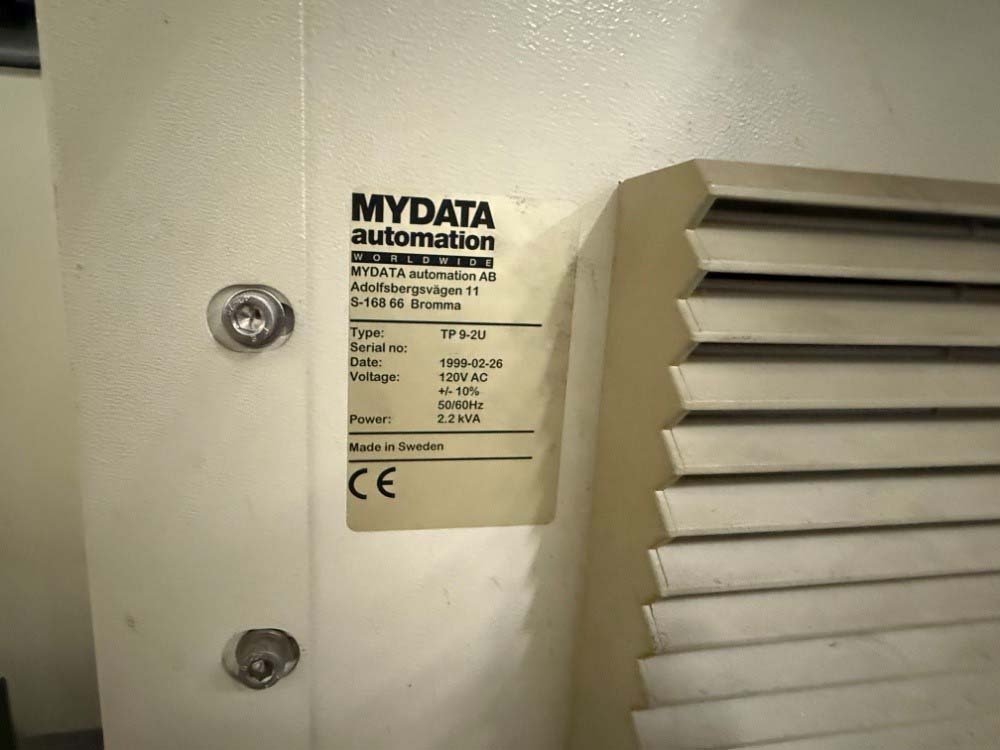 MYDATA
automation
WORLDWIDE
MYDATA automation AB
Adolfsbergsvägen 11
S-168 66 Bromma
Type: TP 9-2U
Serial no:
Date: 1999-02-26
Voltage: 120V AC
+/- 10%
50/60Hz
Power: 2.2 kVA
Made in Sweden
CE